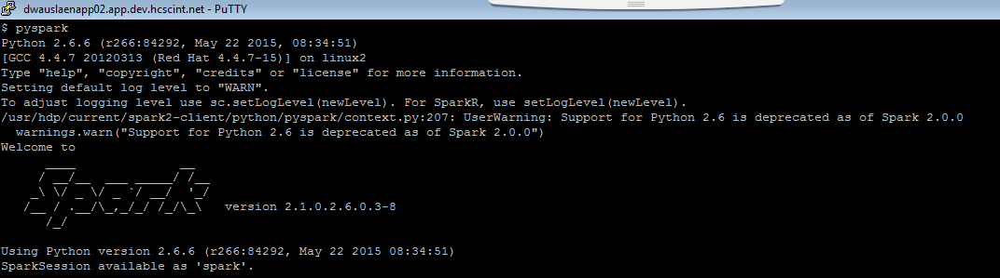 dwauslaenapp02.app.dev.hcscint.net - PuTTY
$ pyspark
Python 2.6.6 (r266:84292, May 22 2015, 08:34:51)
[GCC 4.4.7 20120313 (Red Hat 4.4.7-15)] on linux2
Type "help", "copyright", "credits" or "license" for more information.
Setting default log level to "WARN".
To adjust logging level use sc.setLogLevel(newLevel). For SparkR, use setLogLevel(newLevel).
/usr/hdp/current/spark2-client/python/pyspark/context.py:207: UserWarning: Support for Python 2.6 is deprecated as of Spark 2.0.0
  warnings.warn("Support for Python 2.6 is deprecated as of Spark 2.0.0")
Welcome to
      ____              __
     / __/__  ___ _____/ /__
    _\ \/ _ \/ _ `/ __/  '_/
   /__ / .__/\_,_/_/ /_/\_\   version 2.1.0.2.6.0.3-8
      /_/
Using Python version 2.6.6 (r266:84292, May 22 2015 08:34:51)
SparkSession available as 'spark'.